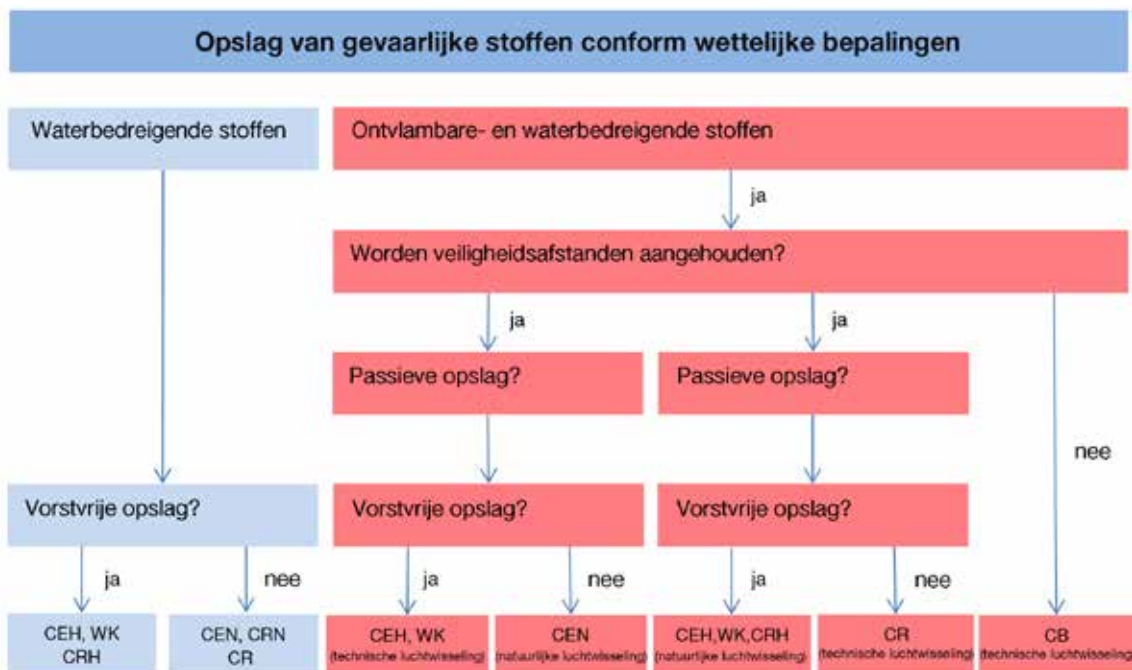 Opslag van gevaarlijke stoffen conform wettelijke bepalingen
Waterbedreigende stoffen
Ontvlambare- en waterbedreigende stoffen
ja
Worden veiligheidsafstanden aangehouden?
ja
ja
Passieve opslag?
Passieve opslag?
nee
Vorstvrije opslag?
Vorstvrije opslag?
Vorstvrije opslag?
ja
nee
ja
nee
ja
nee
CEH, WK
CRH
CEN, CRN
CR
CEH, WK
(technische luchtwisseling)
CEN
(natuurlijke luchtwisseling)
CEH,WK,CRH
(natuurlijke luchtwisseling)
CR
(technische luchtwisseling)
CB
(technische luchtwisseling)